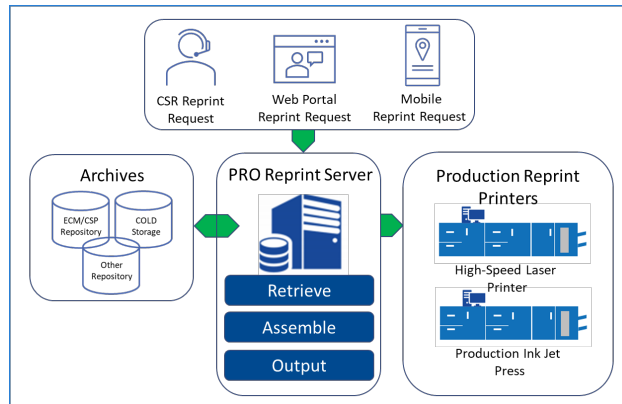 CSR Reprint
Request
Web Portal
Reprint Request
Mobile
Reprint Request
Archives
ECM/CSP
Repository
COLD
Storage
Other
Repository
PRO Reprint Server
Retrieve
Assemble
Output
Production Reprint
Printers
High-Speed Laser
Printer
Production Ink Jet
Press